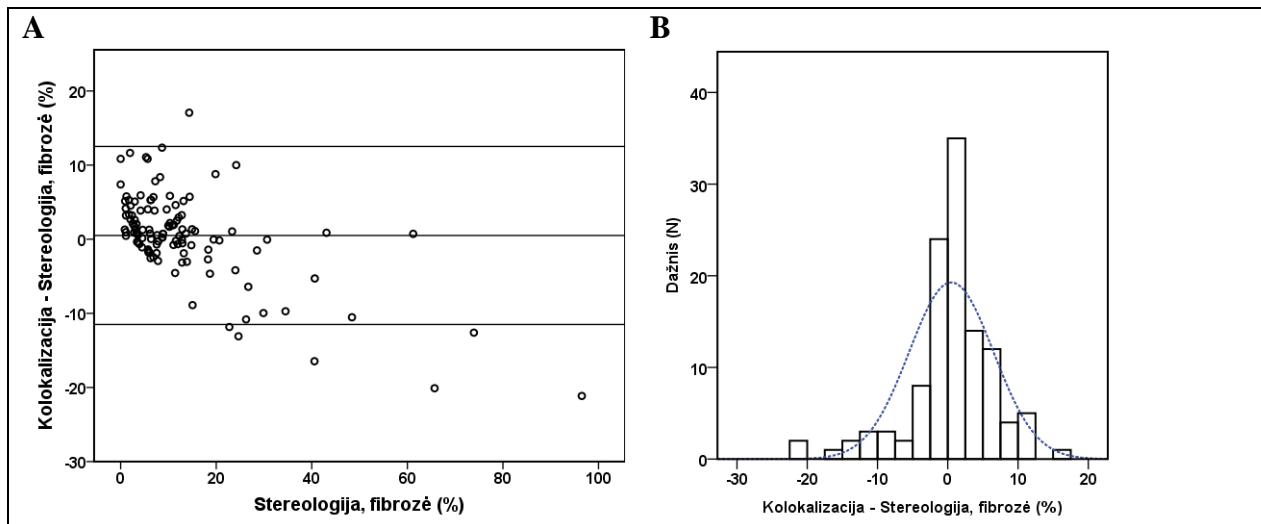 A
Kolokalizacija - Stereologija, fibrozė (%)
20
10
0
-10
-20
-30
0 20 40 60 80 100
Stereologija, fibrozė (%)
B
Dažnis (N)
40
30
20
10
0
-30 -20 -10 0 10 20
Kolokalizacija - Stereologija, fibrozė (%)